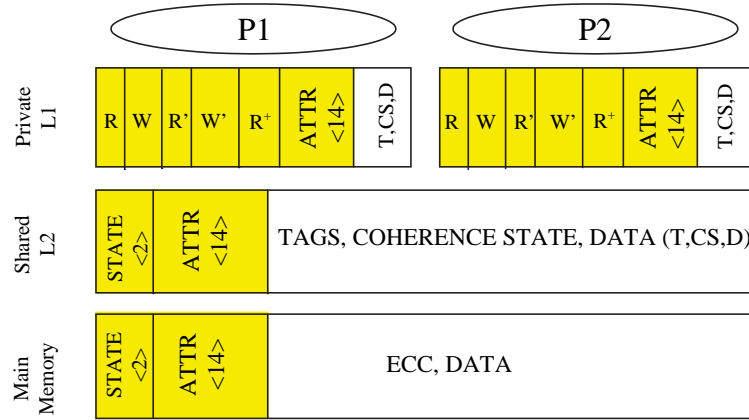 P1
P2
Private
L1
R
W
R'
W'
R+
ATTR
<14>
T,CS,D
R
W
R'
W'
R+
ATTR
<14>
T,CS,D
Shared
L2
STATE
<2>
ATTR
<14>
TAGS, COHERENCE STATE, DATA (T,CS,D)
Main
Memory
STATE
<2>
ATTR
<14>
ECC, DATA